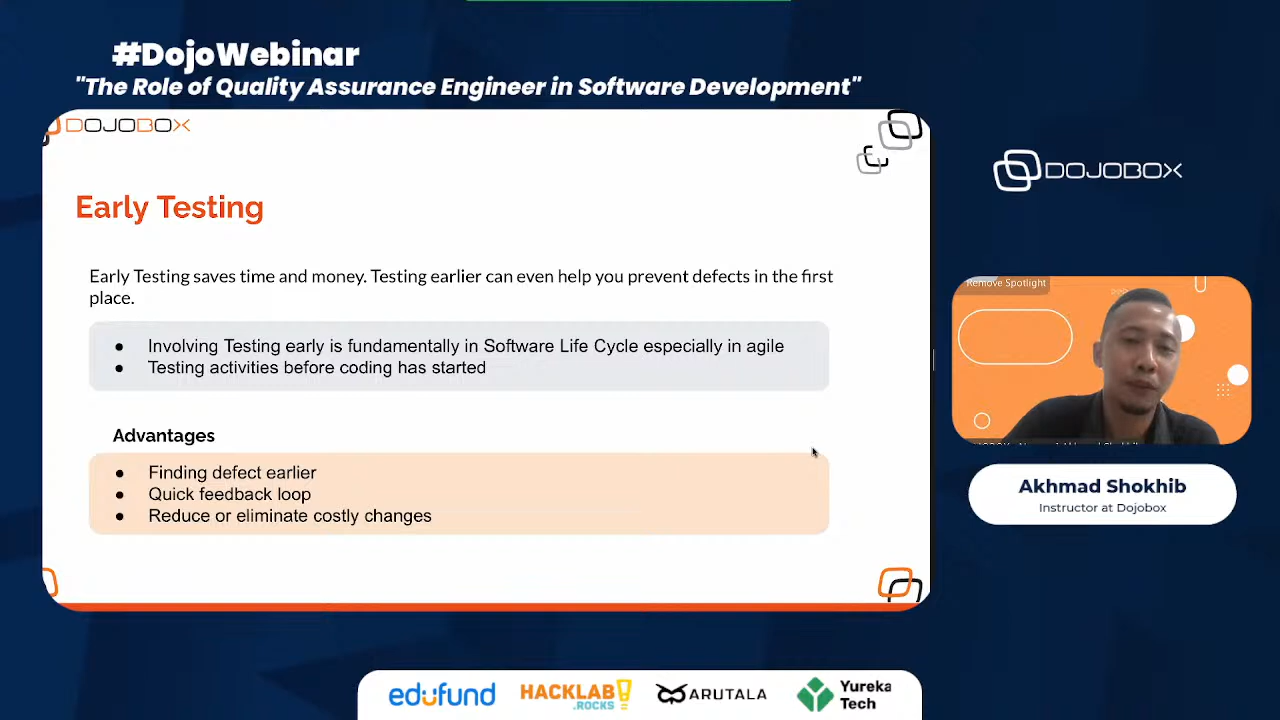 #DojoWebinar
"The Role of Quality Assurance Engineer in Software Development"
DOJOBOX
Early Testing
Early Testing saves time and money. Testing earlier can even help you prevent defects in the first
place.
● Involving Testing early is fundamentally in Software Life Cycle especially in agile
● Testing activities before coding has started
Advantages
● Finding defect earlier
● Quick feedback loop
● Reduce or eliminate costly changes
DOJOBOX
Remove Spotlight
Akhmad Shokhib
Instructor at Dojobox
edufund
HACKLAB!
.ROCKS
ARUTALA
Yureka
Tech